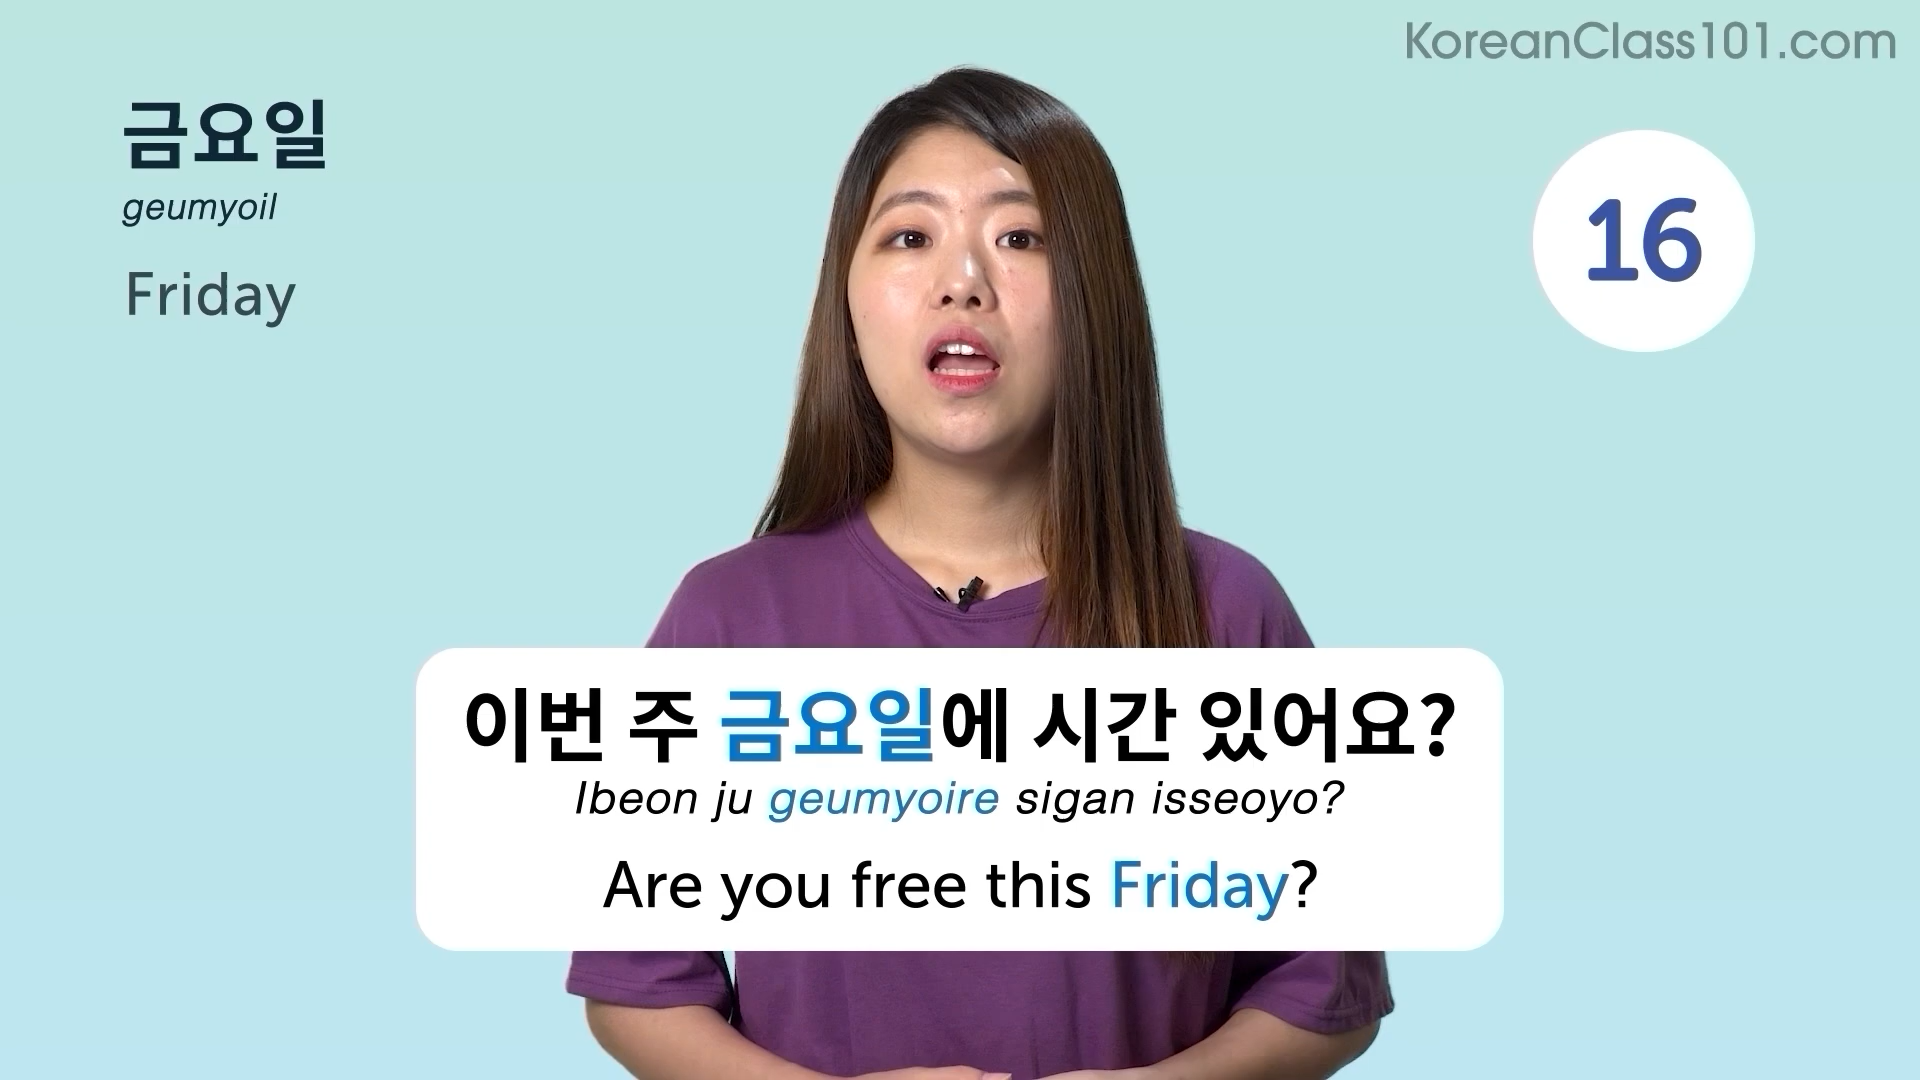 KoreanClass101.com
금요일
geumyoil
Friday
16
이번 주 금요일에 시간 있어요?
Ibeon ju geumyoire sigan isseoyo?
Are you free this Friday?